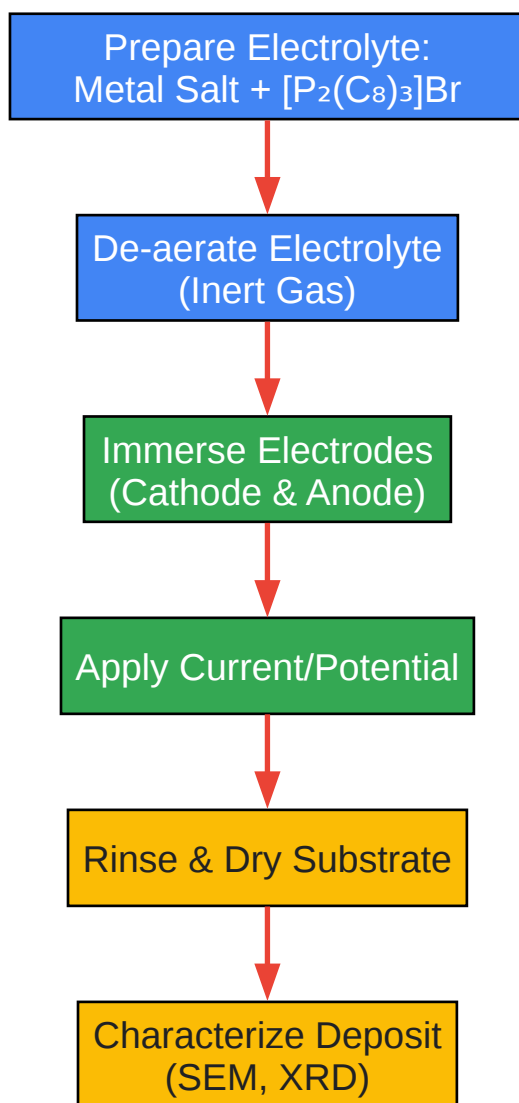 Prepare Electrolyte:
Metal Salt + [P₂(C₈)₃]Br
De-aerate Electrolyte
(Inert Gas)
Immerse Electrodes
(Cathode & Anode)
Apply Current/Potential
Rinse & Dry Substrate
Characterize Deposit
(SEM, XRD)